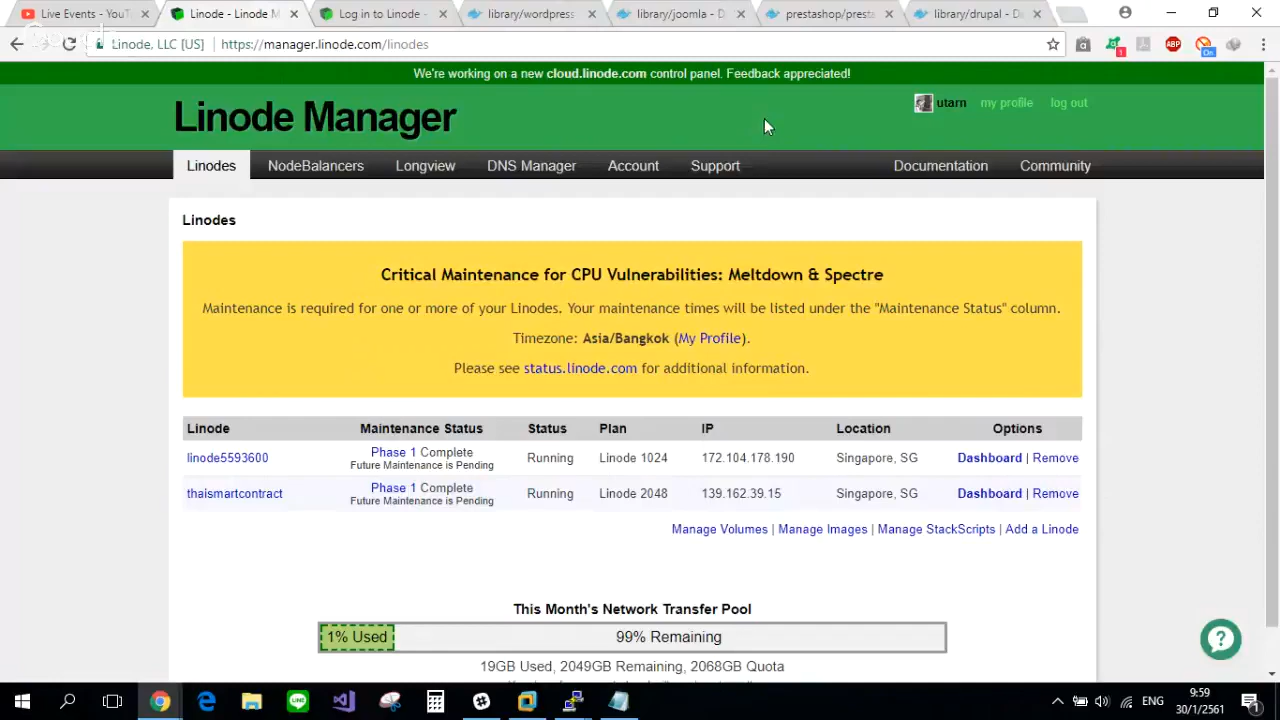 Live Events - YouT
Linode - Linode M
Log in to Linode -
library/wordpress
library/joomla - Do
prestashop/presta
library/drupal - Do
Linode, LLC [US]
https://manager.linode.com/linodes
1
ABP
On
We're working on a new cloud.linode.com control panel. Feedback appreciated!
Linode Manager
utarn
my profile
log out
Linodes
NodeBalancers
Longview
DNS Manager
Account
Support
Documentation
Community
Linodes
Critical Maintenance for CPU Vulnerabilities: Meltdown & Spectre
Maintenance is required for one or more of your Linodes. Your maintenance times will be listed under the "Maintenance Status" column.
Timezone: Asia/Bangkok (My Profile).
Please see status.linode.com for additional information.
Linode Maintenance Status Status Plan IP Location Options
linode5593600 Phase 1 Complete Running Linode 1024 172.104.178.190 Singapore, SG Dashboard | Remove
Future Maintenance is Pending
thaismartcontract Phase 1 Complete Running Linode 2048 139.162.39.15 Singapore, SG Dashboard | Remove
Future Maintenance is Pending
Manage Volumes | Manage Images | Manage StackScripts | Add a Linode
This Month's Network Transfer Pool
1% Used 99% Remaining
19GB Used, 2049GB Remaining, 2068GB Quota
ENG
9:59
30/1/2561
1